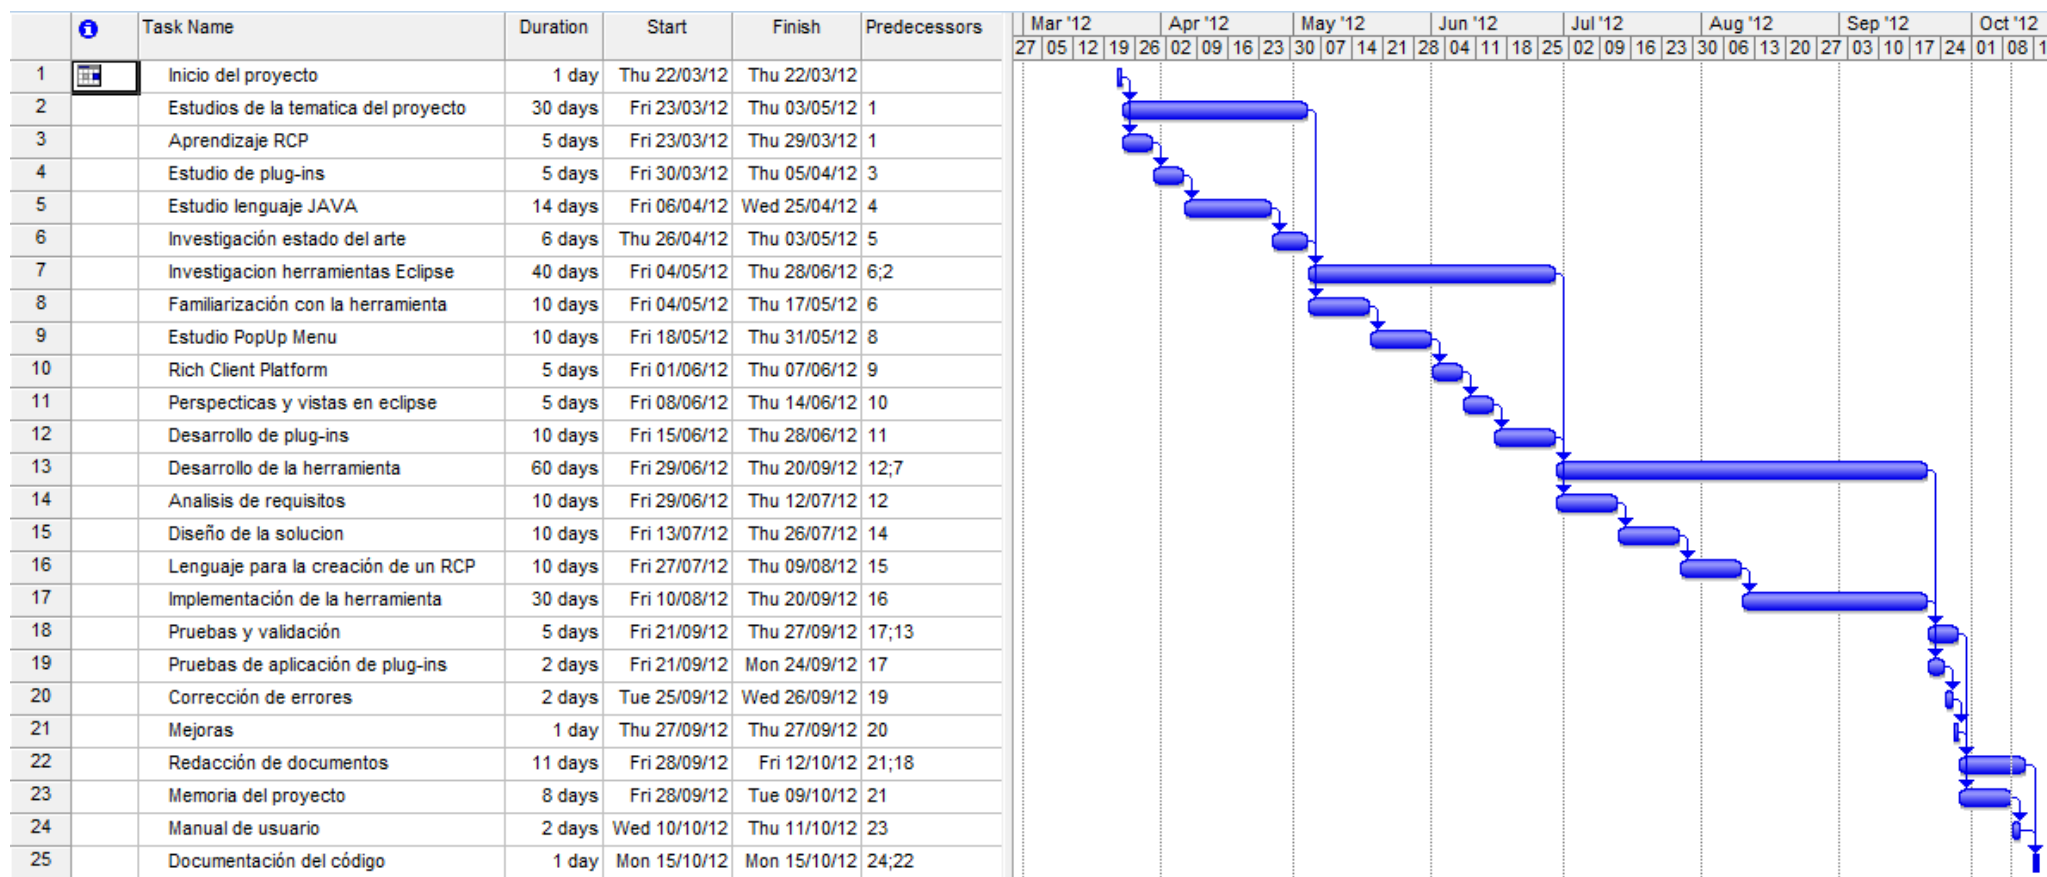 Task Name Duration Start Finish Predecessors Mar '12 Apr '12 May '12 Jun '12 Jul '12 Aug '12 Sep '12 Oct '12
27 05 12 19 26 02 09 16 23 30 07 14 21 28 04 11 18 25 02 09 16 23 30 06 13 20 27 03 10 17 24 01 08
1 Inicio del proyecto 1 day Thu 22/03/12 Thu 22/03/12
2 Estudios de la tematica del proyecto 30 days Fri 23/03/12 Thu 03/05/12 1
3 Aprendizaje RCP 5 days Fri 23/03/12 Thu 29/03/12 1
4 Estudio de plug-ins 5 days Fri 30/03/12 Thu 05/04/12 3
5 Estudio lenguaje JAVA 14 days Fri 06/04/12 Wed 25/04/12 4
6 Investigación estado del arte 6 days Thu 26/04/12 Thu 03/05/12 5
7 Investigacion herramientas Eclipse 40 days Fri 04/05/12 Thu 28/06/12 6;2
8 Familiarización con la herramienta 10 days Fri 04/05/12 Thu 17/05/12 6
9 Estudio PopUp Menu 10 days Fri 18/05/12 Thu 31/05/12 8
10 Rich Client Platform 5 days Fri 01/06/12 Thu 07/06/12 9
11 Perspecticas y vistas en eclipse 5 days Fri 08/06/12 Thu 14/06/12 10
12 Desarrollo de plug-ins 10 days Fri 15/06/12 Thu 28/06/12 11
13 Desarrollo de la herramienta 60 days Fri 29/06/12 Thu 20/09/12 12;7
14 Analisis de requisitos 10 days Fri 29/06/12 Thu 12/07/12 12
15 Diseño de la solucion 10 days Fri 13/07/12 Thu 26/07/12 14
16 Lenguaje para la creación de un RCP 10 days Fri 27/07/12 Thu 09/08/12 15
17 Implementación de la herramienta 30 days Fri 10/08/12 Thu 20/09/12 16
18 Pruebas y validación 5 days Fri 21/09/12 Thu 27/09/12 17;13
19 Pruebas de aplicación de plug-ins 2 days Fri 21/09/12 Mon 24/09/12 17
20 Corrección de errores 2 days Tue 25/09/12 Wed 26/09/12 19
21 Mejoras 1 day Thu 27/09/12 Thu 27/09/12 20
22 Redacción de documentos 11 days Fri 28/09/12 Fri 12/10/12 21;18
23 Memoria del proyecto 8 days Fri 28/09/12 Tue 09/10/12 21
24 Manual de usuario 2 days Wed 10/10/12 Thu 11/10/12 23
25 Documentación del código 1 day Mon 15/10/12 Mon 15/10/12 24;22